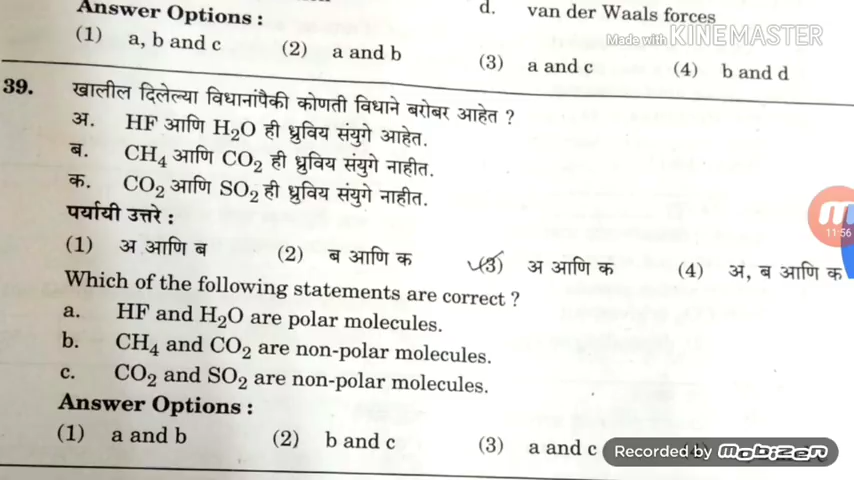 Answer Options :
(1) a, b and c (2) a and b (3) a and c (4) b and d
d. van der Waals forces
Made with KINEMASTER
39. खालील दिलेल्या विधानांपैकी कोणती विधाने बरोबर आहेत ?
अ. HF आणि H₂O ही ध्रुविय संयुगे आहेत.
ब. CH₄ आणि CO₂ ही ध्रुविय संयुगे नाहीत.
क. CO₂ आणि SO₂ ही ध्रुविय संयुगे नाहीत.
पर्यायी उत्तरे :
(1) अ आणि ब (2) ब आणि क (3) अ आणि क (4) अ, ब आणि क
11:56
Which of the following statements are correct ?
a. HF and H₂O are polar molecules.
b. CH₄ and CO₂ are non-polar molecules.
c. CO₂ and SO₂ are non-polar molecules.
Answer Options :
(1) a and b (2) b and c (3) a and c
Recorded by mobizen